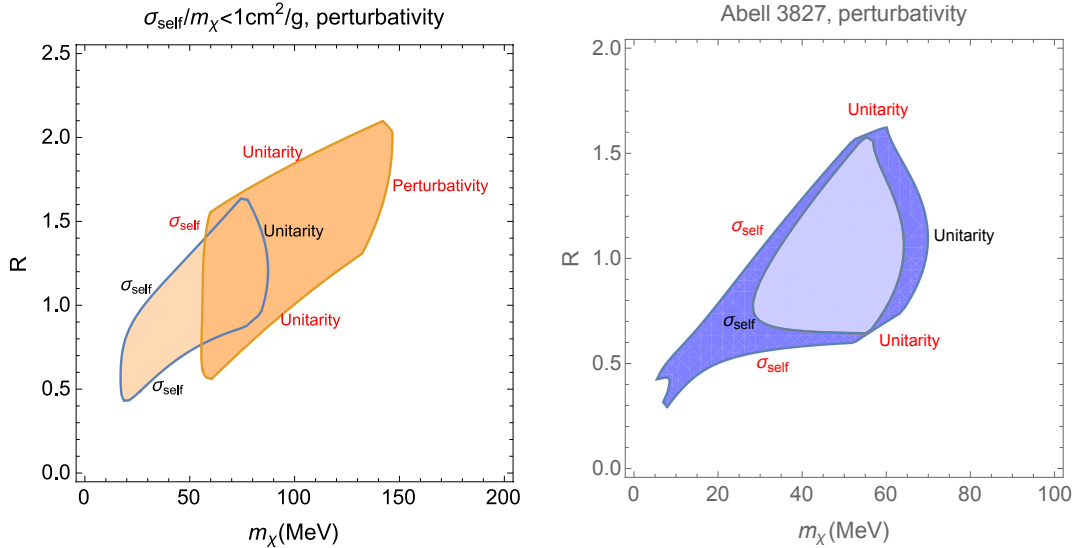 σself/mχ<1cm²/g, perturbativity
2.5
2.0
1.5
1.0
0.5
0.0
R
Unitarity
Perturbativity
σself
Unitarity
σself
Unitarity
σself
0
50
100
150
200
mχ(MeV)
Abell 3827, perturbativity
2.0
1.5
1.0
0.5
0.0
R
Unitarity
σself
Unitarity
σself
Unitarity
σself
0
20
40
60
80
100
mχ(MeV)